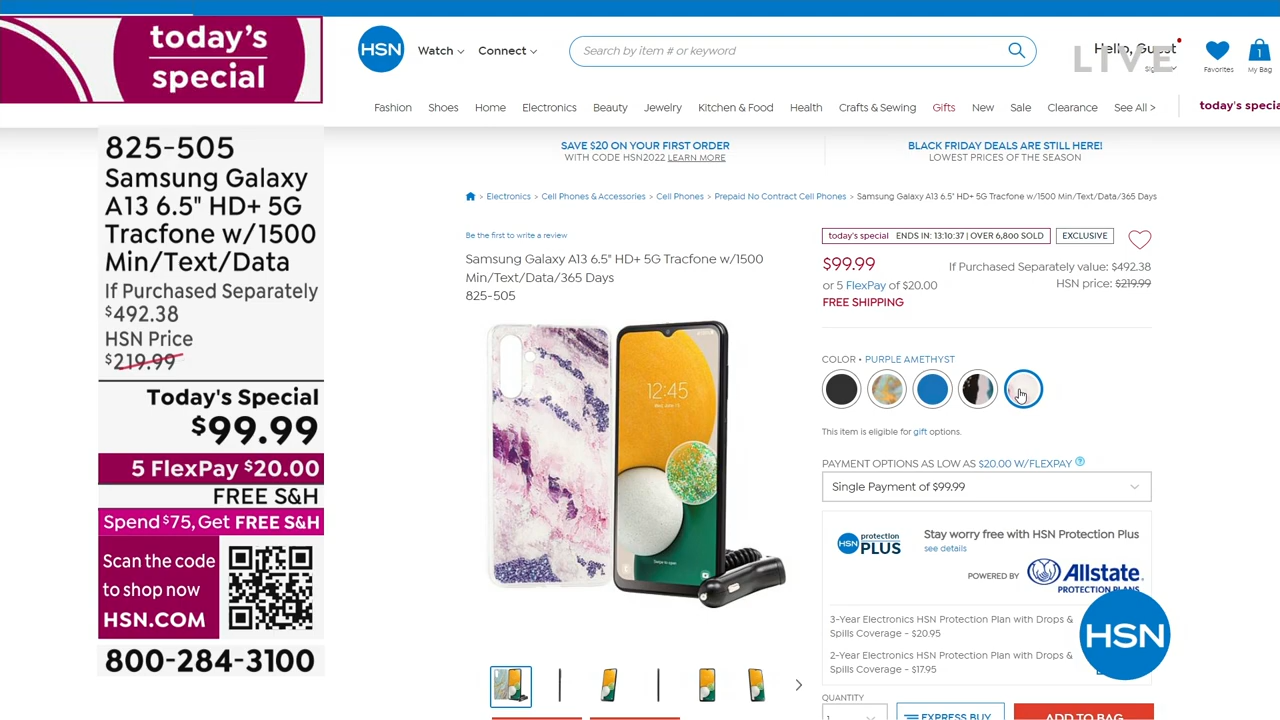 today's
special
825-505
Samsung Galaxy
A13 6.5" HD+ 5G
Tracfone w/1500
Min/Text/Data
If Purchased Separately
$492.38
HSN Price
$219.99
Today's Special
$99.99
5 FlexPay $20.00
FREE S&H
Spend $75, Get FREE S&H
Scan the code
to shop now
HSN.COM
800-284-3100
HSN
Watch
Connect
Search by item # or keyword
Hello, Guest
LIVE
Favorites
1
My Bag
Fashion
Shoes
Home
Electronics
Beauty
Jewelry
Kitchen & Food
Health
Crafts & Sewing
Gifts
New
Sale
Clearance
See All >
today's specia
SAVE $20 ON YOUR FIRST ORDER
WITH CODE HSN2022 LEARN MORE
BLACK FRIDAY DEALS ARE STILL HERE!
LOWEST PRICES OF THE SEASON
> Electronics > Cell Phones & Accessories > Cell Phones > Prepaid No Contract Cell Phones > Samsung Galaxy A13 6.5" HD+ 5G Tracfone w/1500 Min/Text/Data/365 Days
Be the first to write a review
Samsung Galaxy A13 6.5" HD+ 5G Tracfone w/1500
Min/Text/Data/365 Days
825-505
12:45
today's special ENDS IN: 13:10:37 | OVER 6,800 SOLD
EXCLUSIVE
$99.99
If Purchased Separately value: $492.38
or 5 FlexPay of $20.00
HSN price: $219.99
FREE SHIPPING
COLOR • PURPLE AMETHYST
This item is eligible for gift options.
PAYMENT OPTIONS AS LOW AS $20.00 W/FLEXPAY ?
Single Payment of $99.99
HSN protection
PLUS
Stay worry free with HSN Protection Plus
see details
POWERED BY
Allstate.
PROTECTION PLANS
3-Year Electronics HSN Protection Plan with Drops &
Spills Coverage - $20.95
2-Year Electronics HSN Protection Plan with Drops &
Spills Coverage - $17.95
HSN
QUANTITY
1
EXPRESS BUY
ADD TO BAG